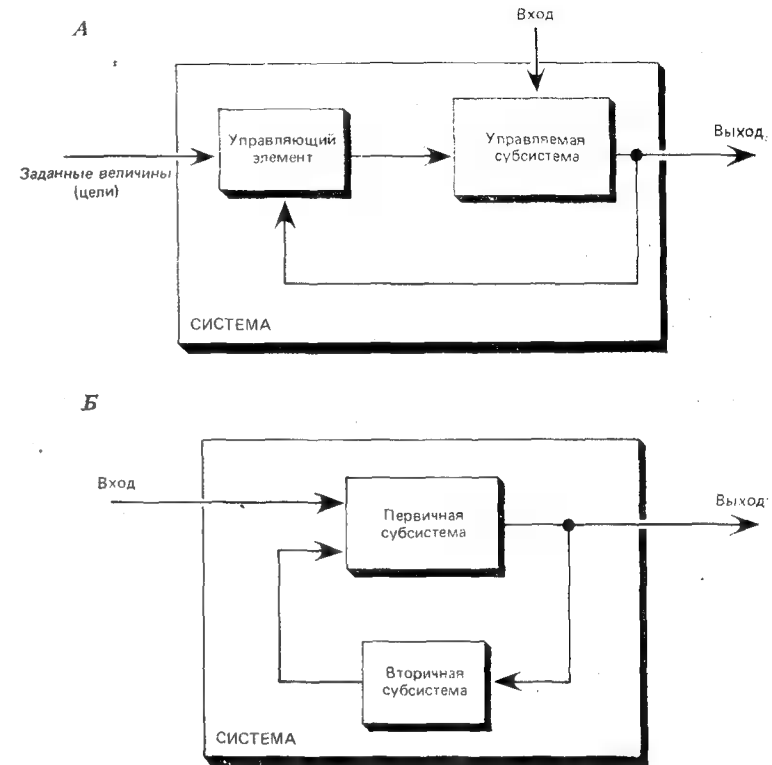 А
Вход
Управляющий
элемент
Управляемая
субсистема
Выход
Заданные величины
(цели)
СИСТЕМА
Б
Вход
Первичная
субсистема
Выход
Вторичная
субсистема
СИСТЕМА